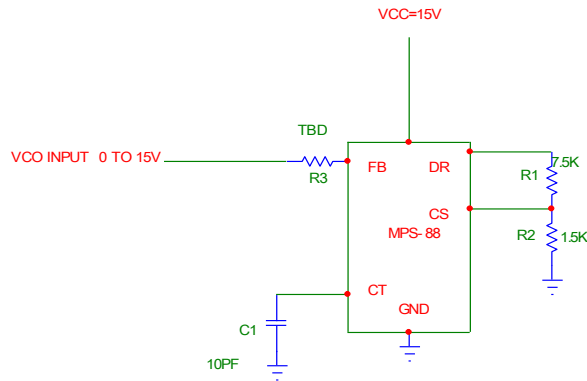 VCC=15V
TBD
VCO INPUT 0 TO 15V
R3
FB
DR
7.5K
R1
CS
MPS-88
R2
1.5K
CT
GND
C1
10PF